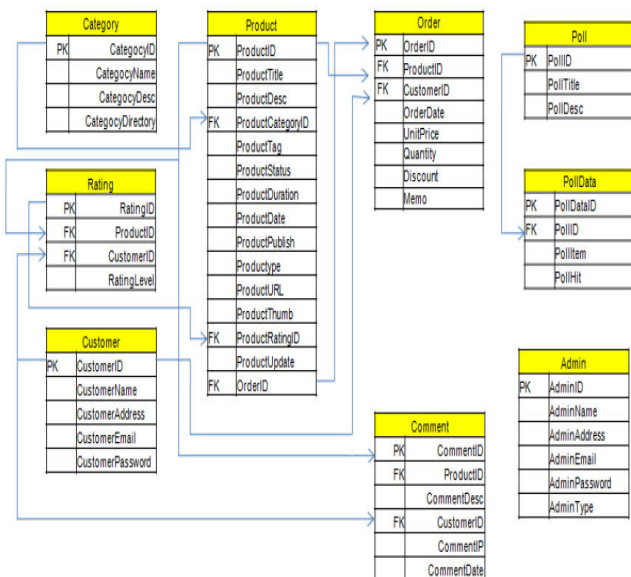 Category
PK CategocyID
CategocyName
CategocyDesc
CategocyDirectory
Rating
PK RatingID
FK ProductID
FK CustomerID
RatingLevel
Customer
PK CustomerID
CustomerName
CustomerAddress
CustomerEmail
CustomerPassword
Product
PK ProductID
ProductTitle
ProductDesc
FK ProductCategoryID
ProductTag
ProductStatus
ProductDuration
ProductDate
ProductPublish
Productype
ProductURL
ProductThumb
FK ProductRatingID
ProductUpdate
FK OrderID
Order
PK OrderID
FK ProductID
FK CustomerID
OrderDate
UnitPrice
Quantity
Discount
Memo
Comment
PK CommentID
FK ProductID
CommentDesc
FK CustomerID
CommentIP
CommentDate
Poll
PK PollID
PollTitle
PollDesc
PollData
PK PollDataID
FK PollID
PollItem
PollHit
Admin
PK AdminID
AdminName
AdminAddress
AdminEmail
AdminPassword
AdminType